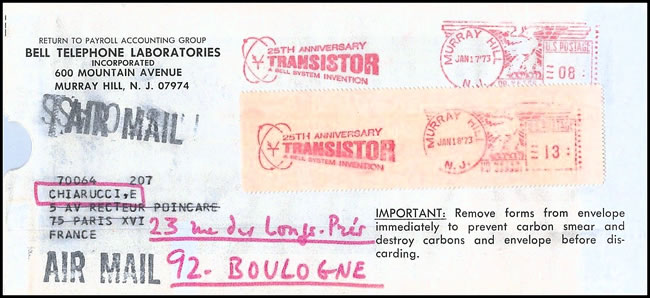 RETURN TO PAYROLL ACCOUNTING GROUP
BELL TELEPHONE LABORATORIES
INCORPORATED
600 MOUNTAIN AVENUE
MURRAY HILL, N. J. 07974
25TH ANNIVERSARY
TRANSISTOR
A BELL SYSTEM INVENTION
MURRAY HILL
JAN 17'73
N.J.
U.S. POSTAGE
08
AIR MAIL
25TH ANNIVERSARY
TRANSISTOR
A BELL SYSTEM INVENTION
MURRAY HILL
JAN 18'73
N.J.
13
70064 207
CHIARUCCI,E
5 AV RECTEUR POINCARE
75 PARIS XVI
FRANCE
23 rue des Longs-Prés
92- BOULOGNE
AIR MAIL
IMPORTANT: Remove forms from envelope
immediately to prevent carbon smear and
destroy carbons and envelope before dis-
carding.